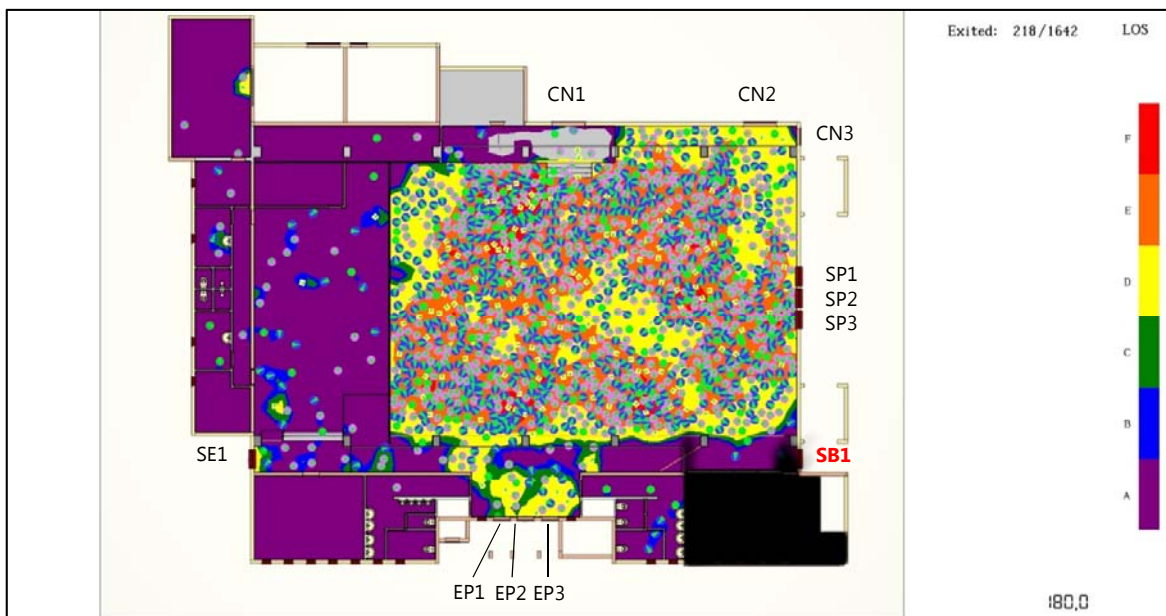 Exited: 218/1642 LOS
CN1 CN2
CN3
F
E
SP1
D
SP2
SP3
C
B
SE1
SB1
A
EP1 EP2 EP3
180,0